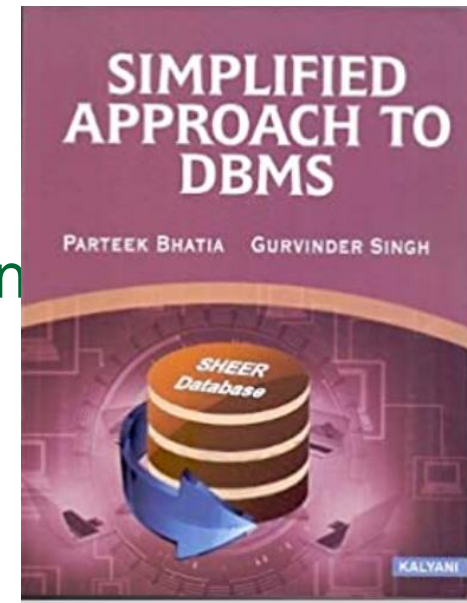 SIMPLIFIED
APPROACH TO
DBMS
PARTEEK BHATIA GURVINDER SINGH
n
SHEER
Database
KALYANI